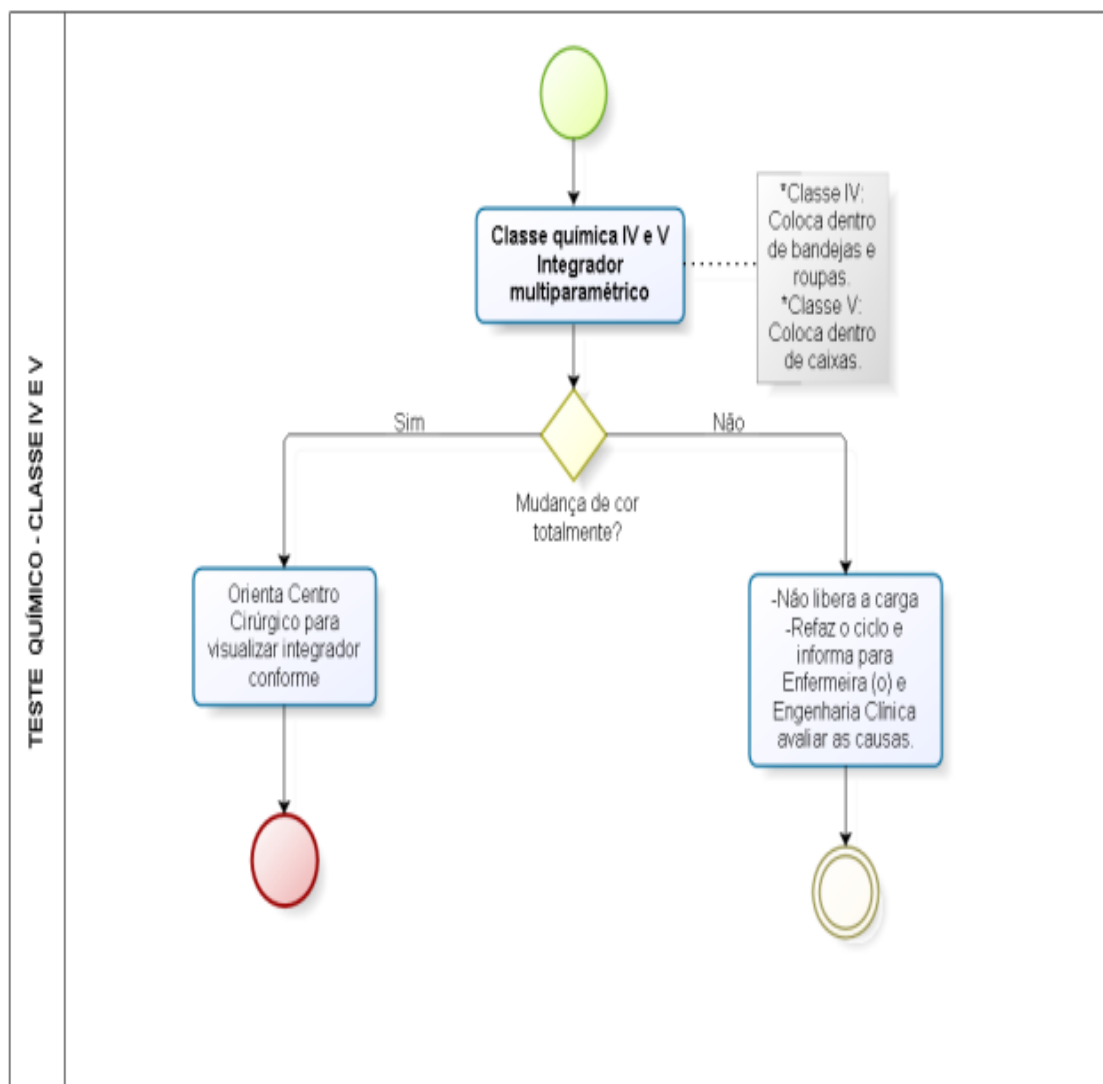 TESTE QUÍMICO - CLASSE IV E V
Classe química IV e V
Integrador
multiparamétrico
*Classe IV:
Coloca dentro
de bandejas e
roupas.
*Classe V:
Coloca dentro
de caixas.
Sim
Não
Mudança de cor
totalmente?
Orienta Centro
Cirúrgico para
visualizar integrador
conforme
-Não libera a carga
-Refaz o ciclo e
informa para
Enfermeira (o) e
Engenharia Clínica
avaliar as causas.